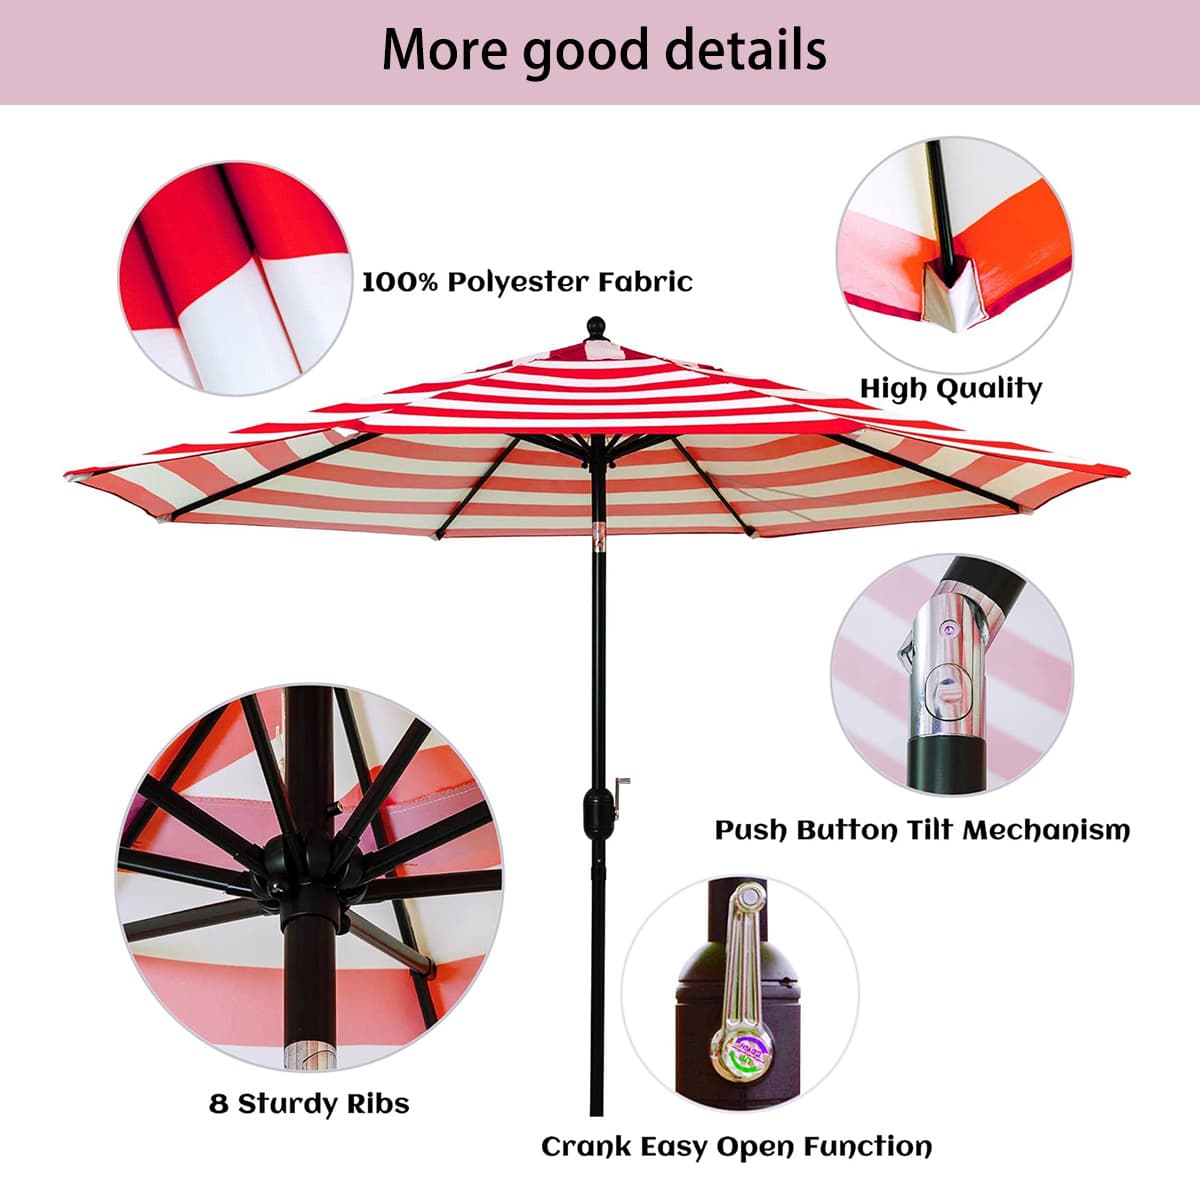 More good details
100% Polyester Fabric
High Quality
Push Button Tilt Mechanism
8 Sturdy Ribs
Crank Easy Open Function